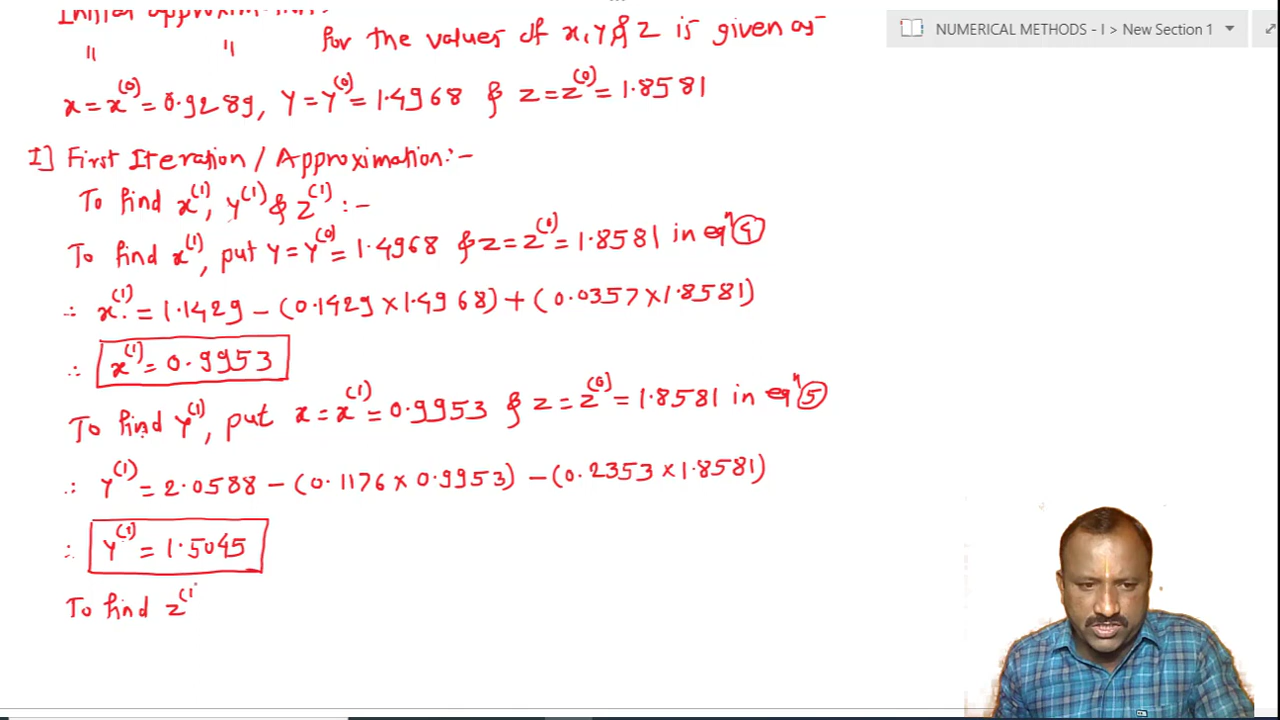 Initial approximation:-
" " for the values of x, y & z is given as
x = x^(0) = 0.9289, y = y^(0) = 1.4968 & z = z^(0) = 1.8581
I] First Iteration / Approximation:-
To find x^(1), y^(1) & z^(1) :-
To find x^(1), put y = y^(0) = 1.4968 & z = z^(0) = 1.8581 in eqⁿ ④
∴ x^(1) = 1.1429 - (0.1429 × 1.4968) + (0.0357 × 1.8581)
∴ x^(1) = 0.9953
To find y^(1), put x = x^(1) = 0.9953 & z = z^(0) = 1.8581 in eqⁿ ⑤
∴ y^(1) = 2.0588 - (0.1176 × 0.9953) - (0.2353 × 1.8581)
∴ y^(1) = 1.5045
To find z^(1
NUMERICAL METHODS - I > New Section 1